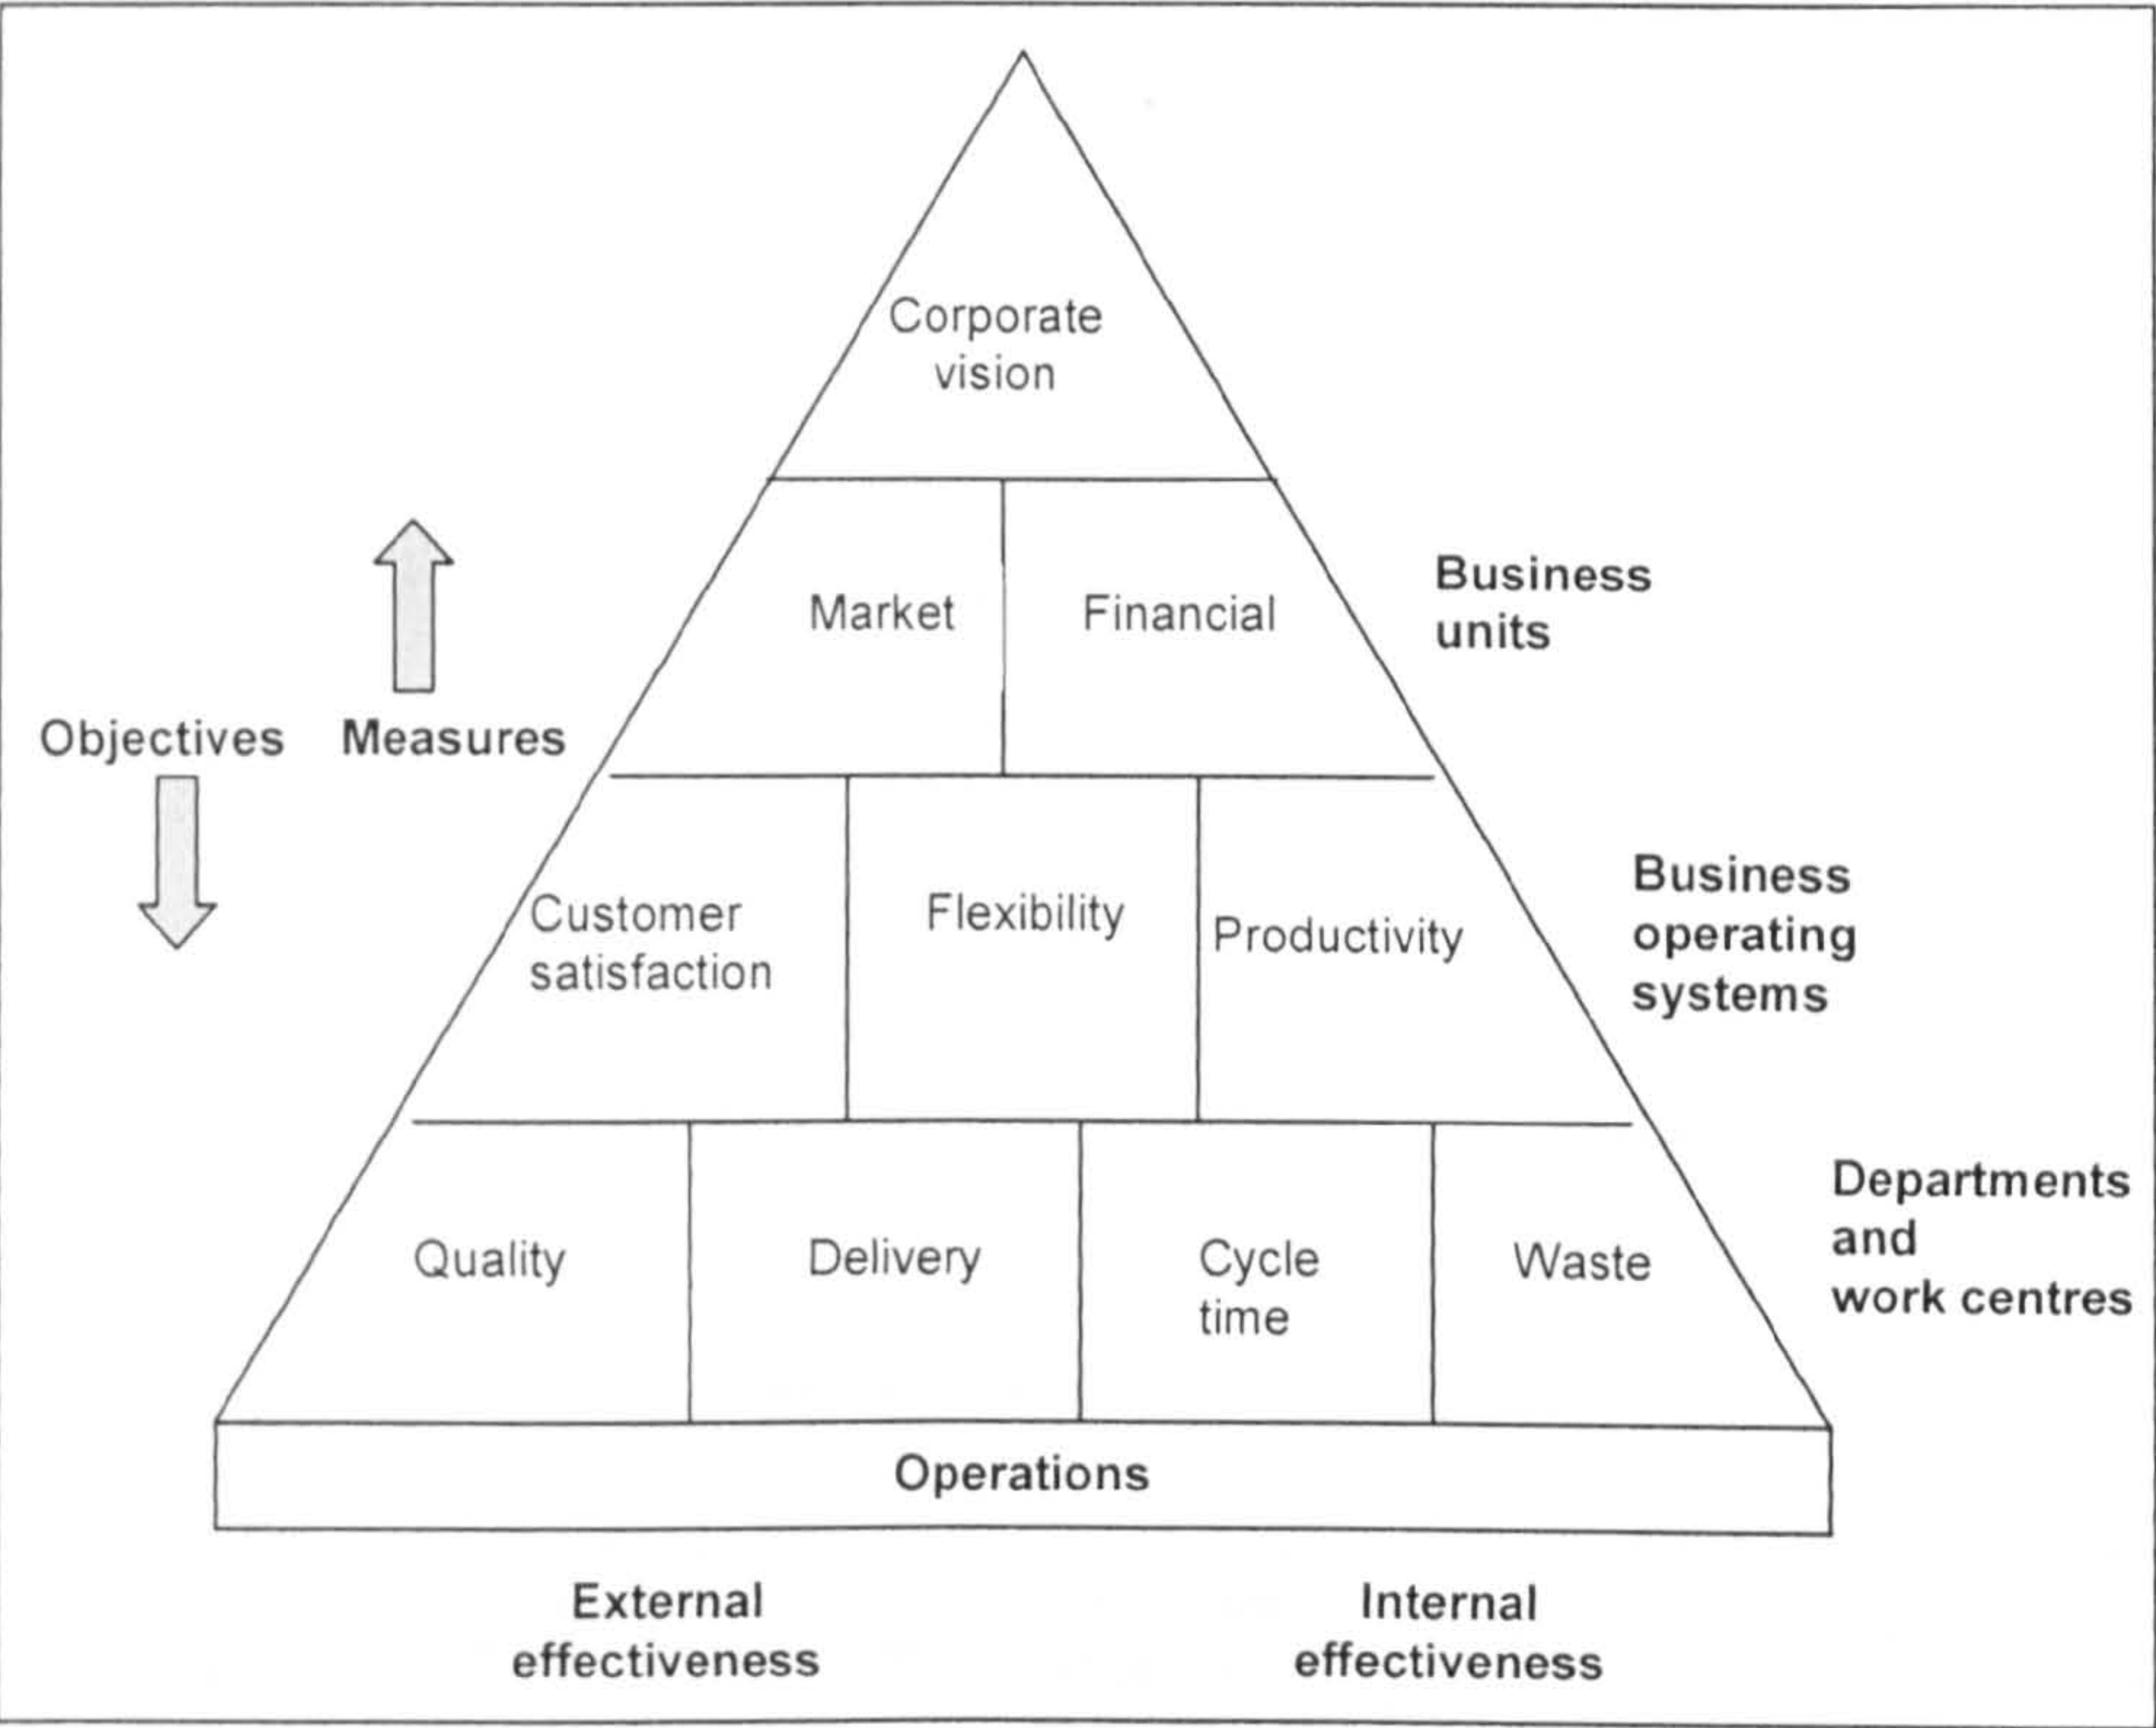 Corporate
vision
Market
Financial
Business
units
Objectives
Measures
Customer
satisfaction
Flexibility
Productivity
Business
operating
systems
Quality
Delivery
Cycle
time
Waste
Departments
and
work centres
Operations
External
effectiveness
Internal
effectiveness